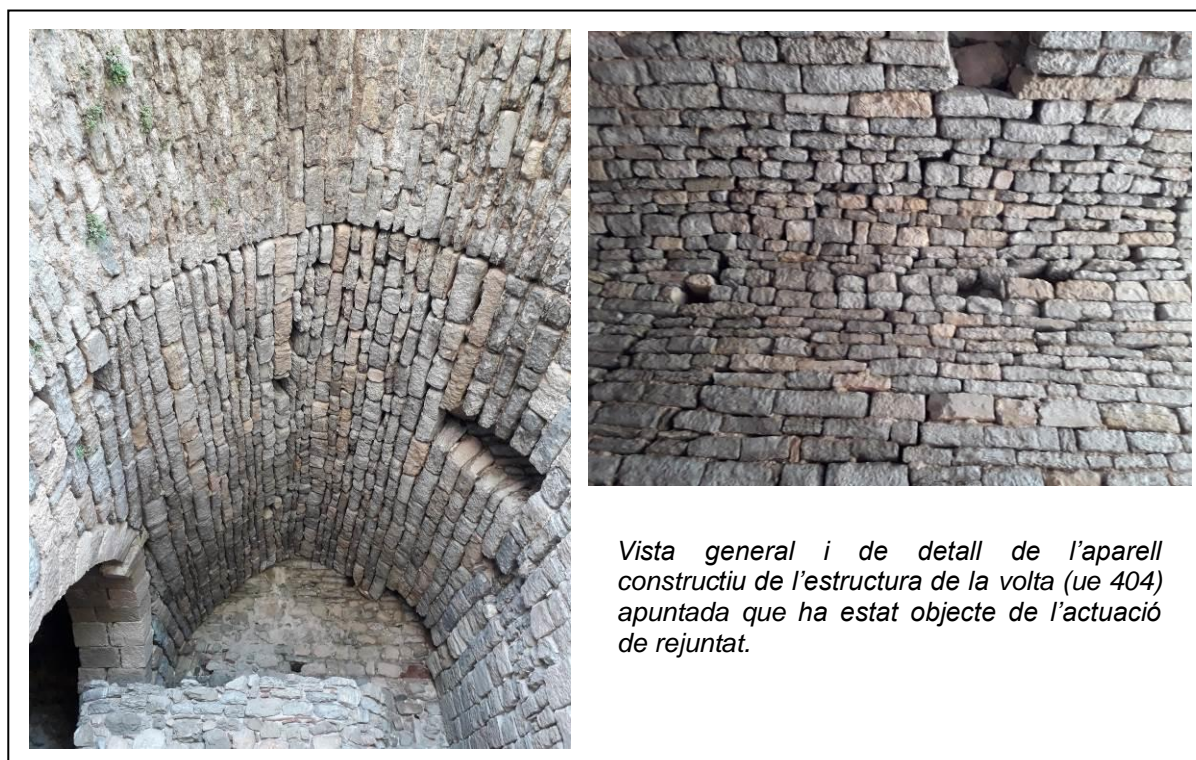 Vista general i de detall de l'aparell
constructiu de l'estructura de la volta (ue 404)
apuntada que ha estat objecte de l'actuació
de rejuntat.